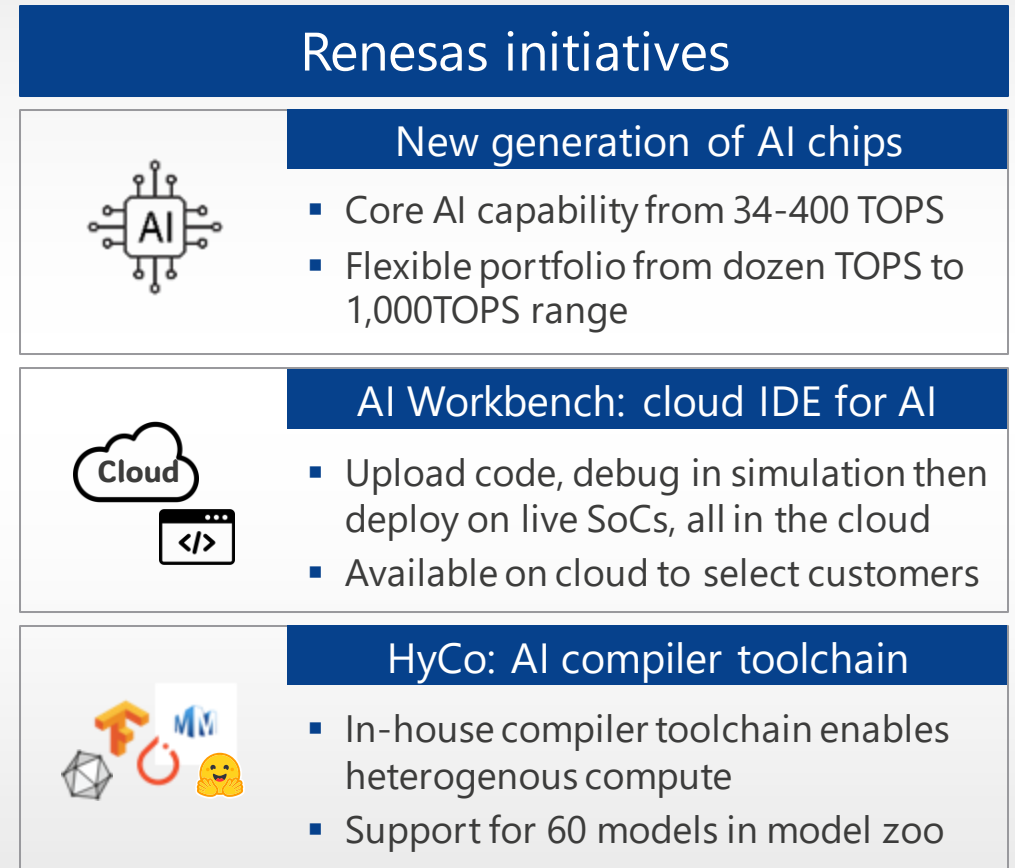 Renesas initiatives
New generation of AI chips
AI
▪ Core AI capability from 34-400 TOPS
▪ Flexible portfolio from dozen TOPS to
1,000TOPS range
AI Workbench: cloud IDE for AI
Cloud
</>
▪ Upload code, debug in simulation then
deploy on live SoCs, all in the cloud
▪ Available on cloud to select customers
HyCo: AI compiler toolchain
▪ In-house compiler toolchain enables
heterogenous compute
▪ Support for 60 models in model zoo